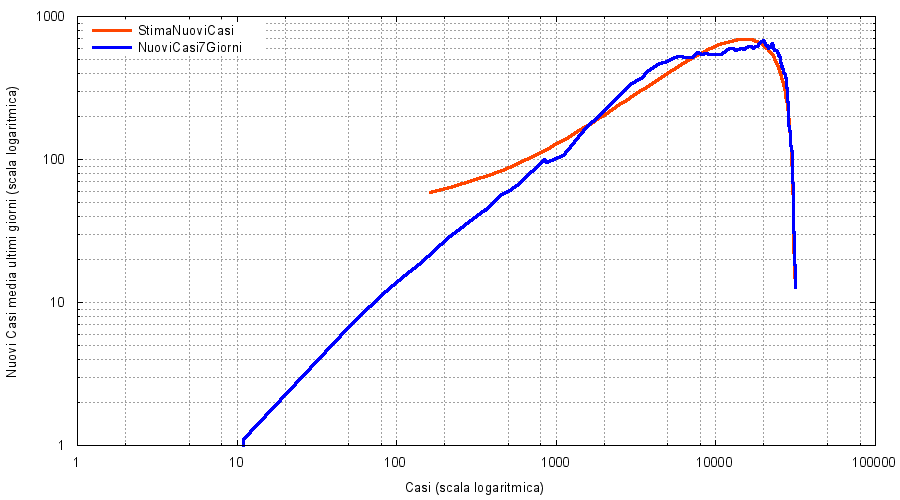 1000
100
10
1
StimaNuoviCasi
NuoviCasi7Giorni
Nuovi Casi media ultimi giorni (scala logaritmica)
1 10 100 1000 10000 100000
Casi (scala logaritmica)